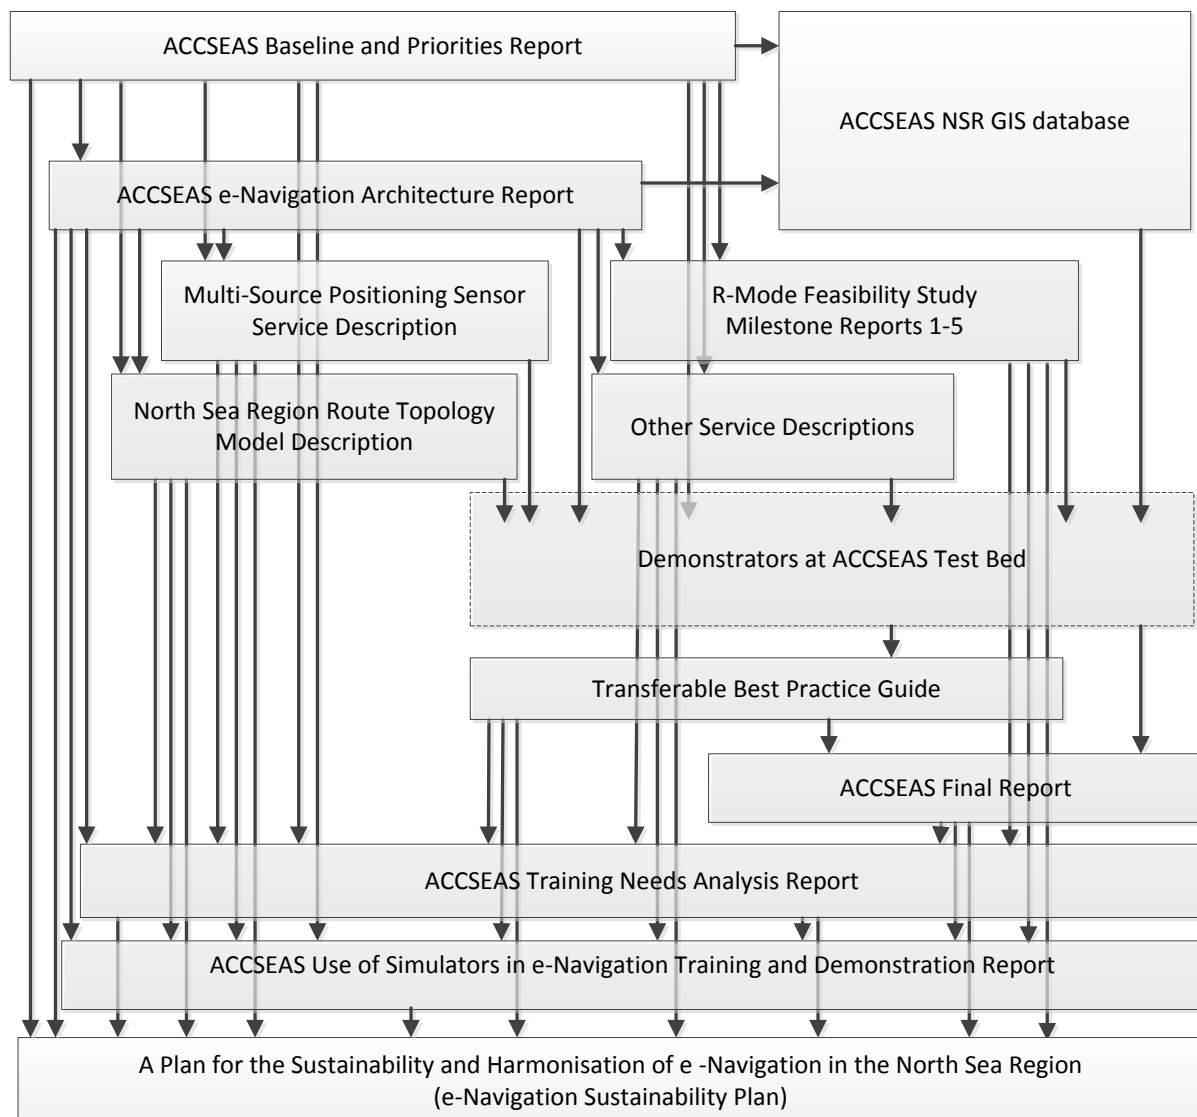 ACCSEAS Baseline and Priorities Report
ACCSEAS NSR GIS database
ACCSEAS e-Navigation Architecture Report
Multi-Source Positioning Sensor
Service Description
R-Mode Feasibility Study
Milestone Reports 1-5
North Sea Region Route Topology
Model Description
Other Service Descriptions
Demonstrators at ACCSEAS Test Bed
Transferable Best Practice Guide
ACCSEAS Final Report
ACCSEAS Training Needs Analysis Report
ACCSEAS Use of Simulators in e-Navigation Training and Demonstration Report
A Plan for the Sustainability and Harmonisation of e -Navigation in the North Sea Region
(e-Navigation Sustainability Plan)